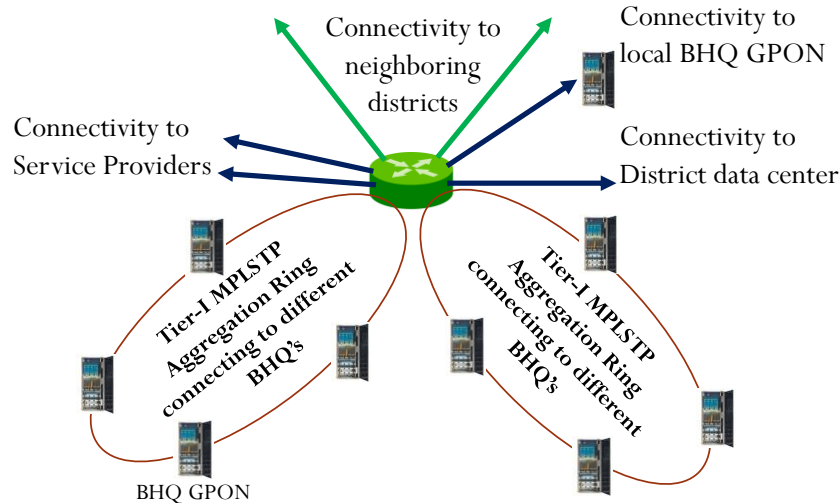 Connectivity to
neighboring
districts
Connectivity to
local BHQ GPON
Connectivity to
Service Providers
Connectivity to
District data center
Tier-I MPLSTP
Aggregation Ring
connecting to different
BHQ’s
Tier-I MPLSTP
Aggregation Ring
connecting to different
BHQ’s
BHQ GPON